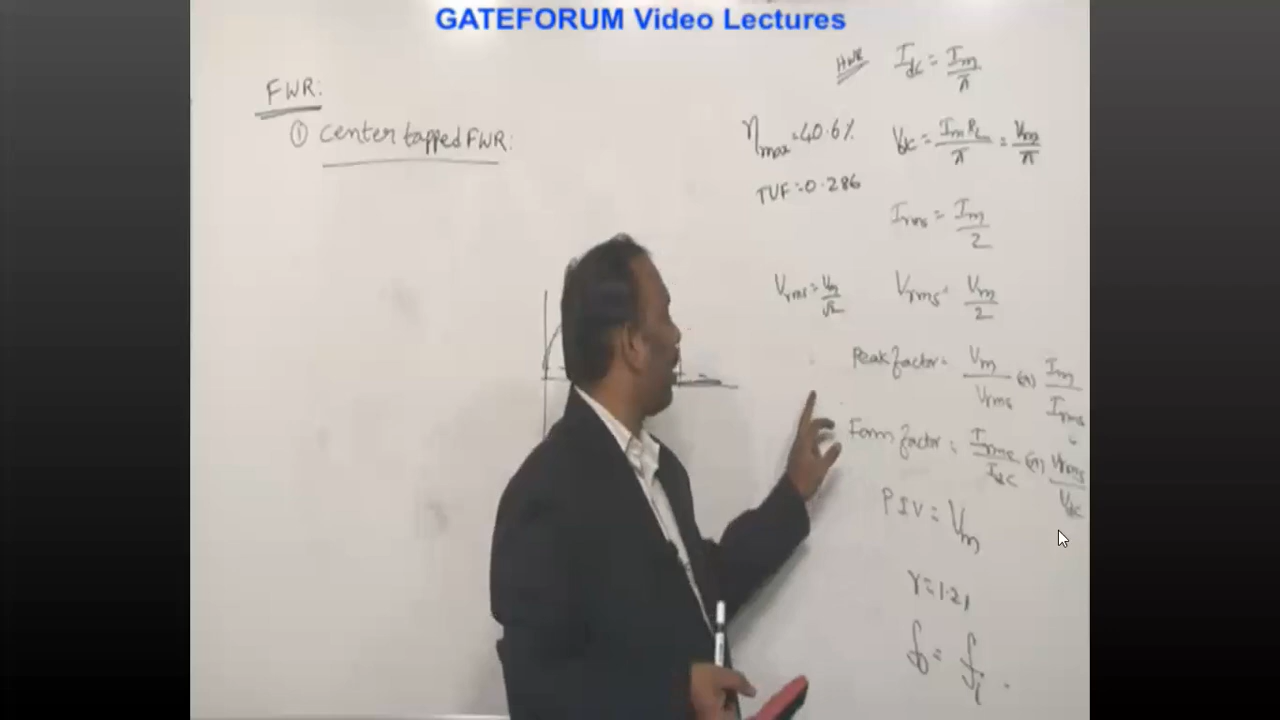 GATEFORUM Video Lectures
FWR:
① Center tapped FWR:
HWR
Idc = Im/π
ηmax = 40.6%
Vdc = ImRL/π = Vm/π
TUF = 0.286
Irms = Im/2
Vrms = Vm/√2
Vrms = Vm/2
Peak factor = Vm/Vrms (or) Im/Irms
Form factor = Irms/Idc (or) Vrms/Vdc
PIV = Vm
γ = 1.21
fo = fi